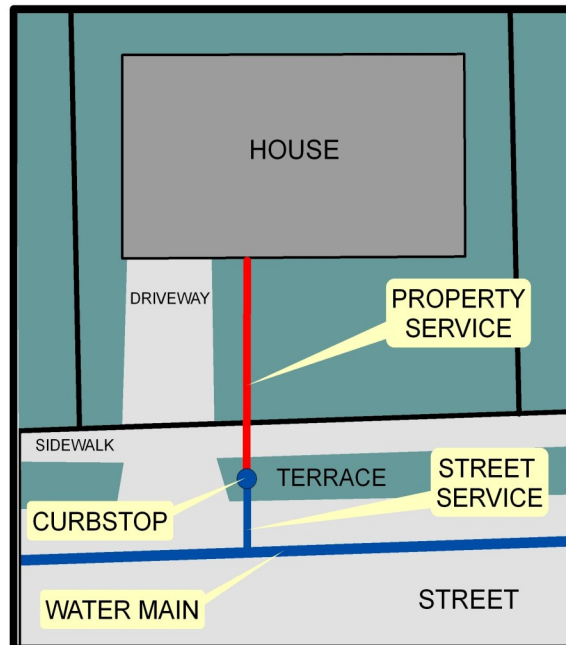 HOUSE
DRIVEWAY
PROPERTY
SERVICE
SIDEWALK
TERRACE
STREET
SERVICE
CURBSTOP
WATER MAIN
STREET